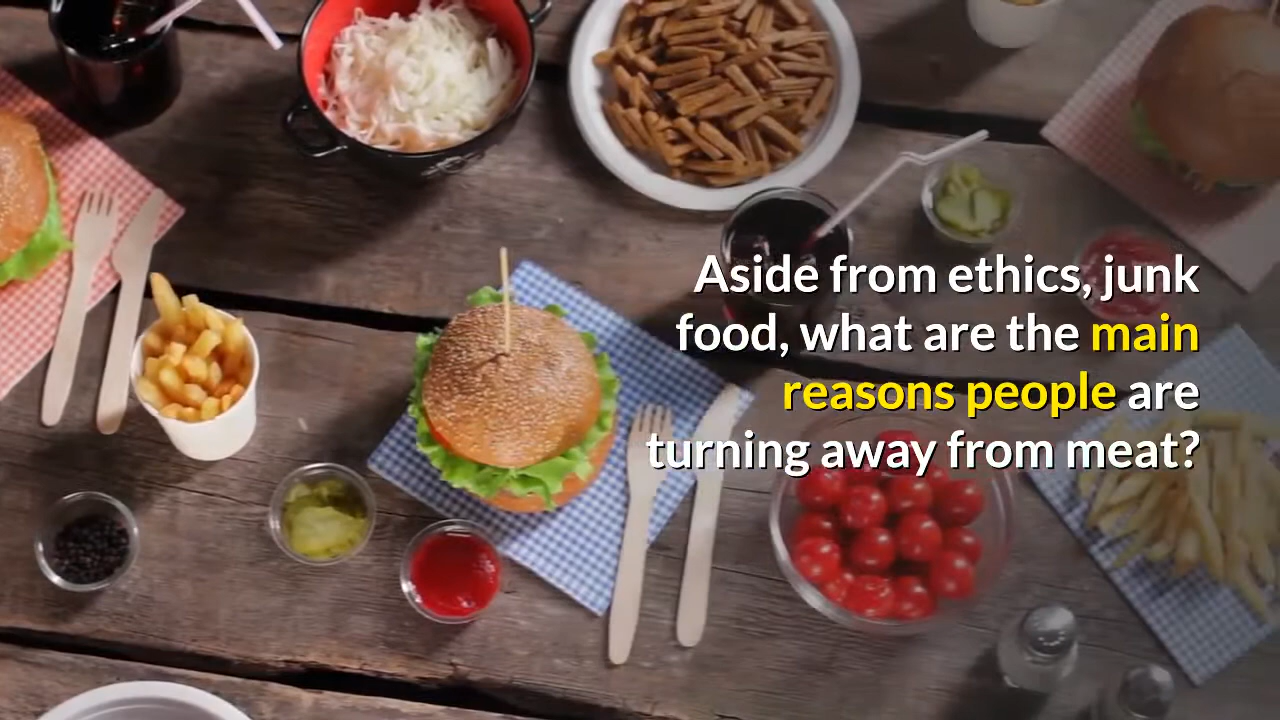 Aside from ethics, junk
food, what are the main
reasons people are
turning away from meat?